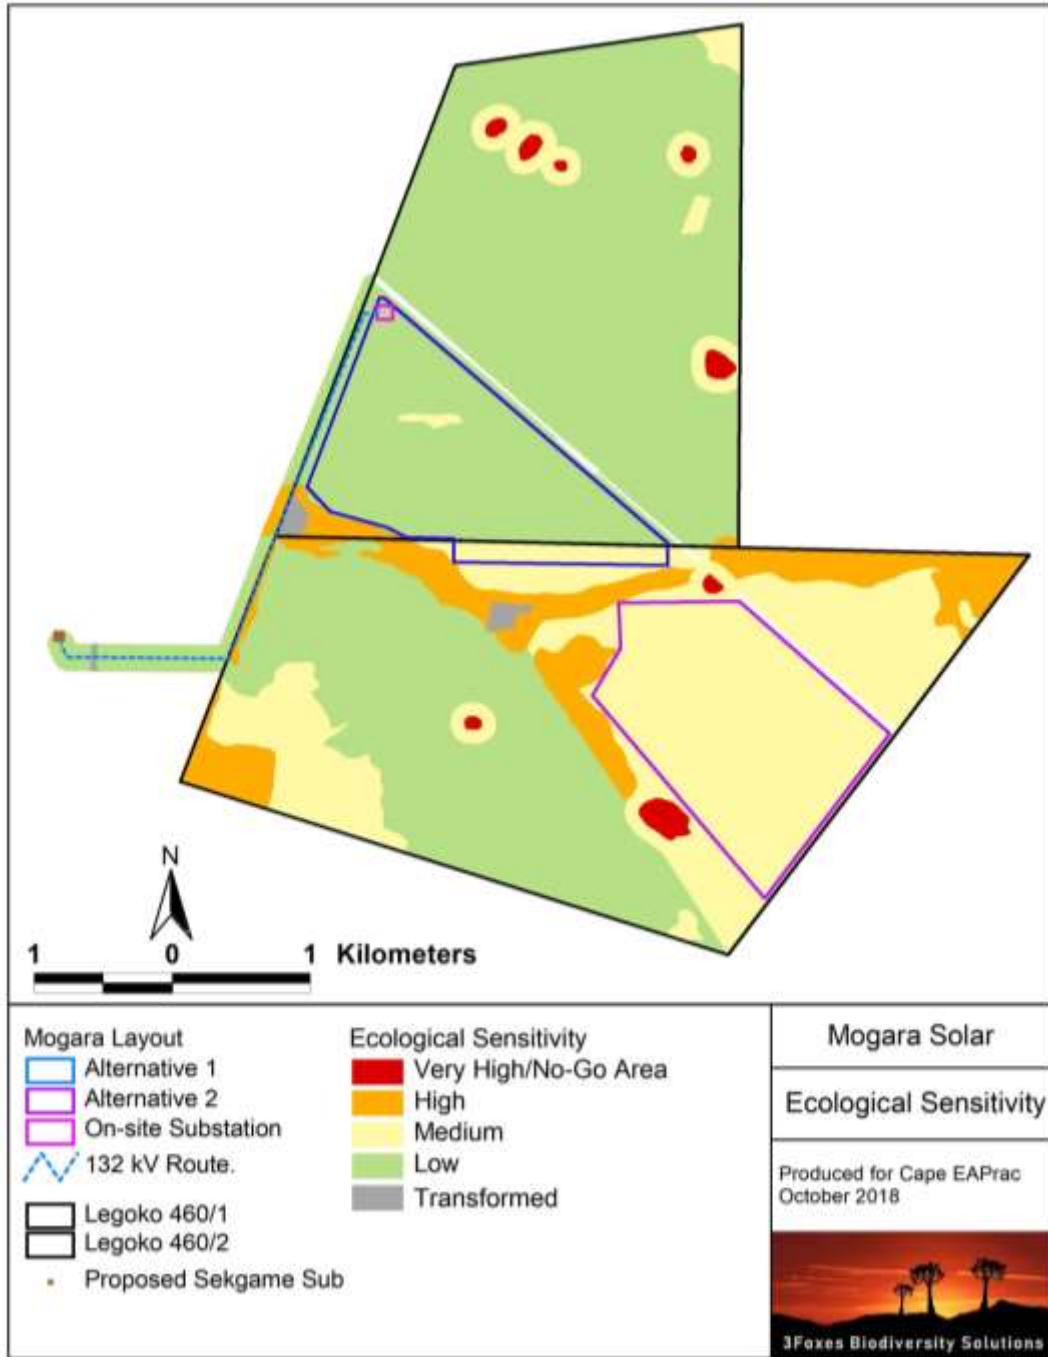 N
1 0 1 Kilometers
Mogara Layout
Alternative 1
Alternative 2
On-site Substation
132 kV Route.
Legoko 460/1
Legoko 460/2
Proposed Sekgame Sub
Ecological Sensitivity
Very High/No-Go Area
High
Medium
Low
Transformed
Mogara Solar
Ecological Sensitivity
Produced for Cape EAPrac
October 2018
3Foxes Biodiversity Solutions